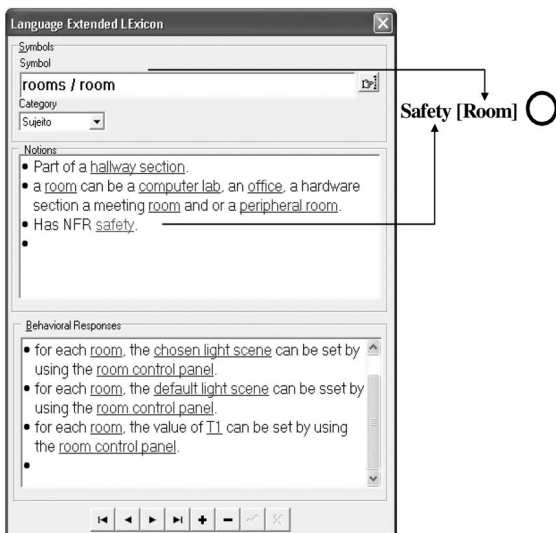 Language Extended LExicon
Symbols
Symbol
rooms / room
Category
Sujeito
Safety [Room]
Notions
• Part of a hallway section.
• a room can be a computer lab, an office, a hardware
section a meeting room and or a peripheral room.
• Has NFR safety.
•
Behavioral Responses
• for each room, the chosen light scene can be set by
using the room control panel.
• for each room, the default light scene can be sset by
using the room control panel.
• for each room, the value of T1 can be set by using
the room control panel.
•